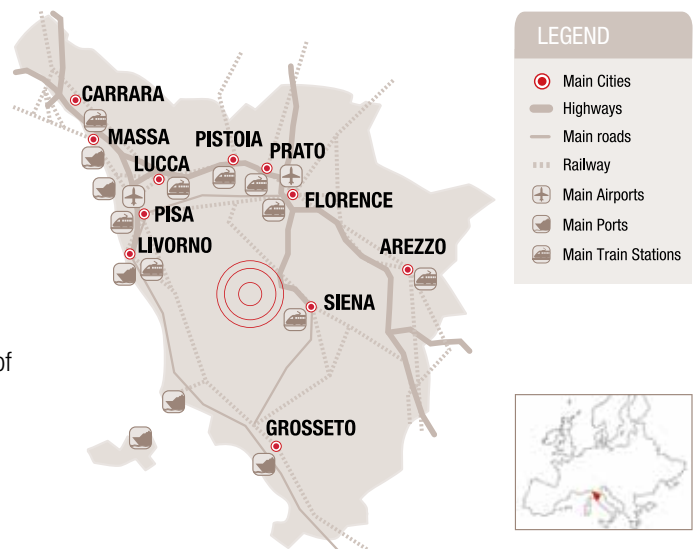 CARRARA
MASSA
PISTOIA
PRATO
LUCCA
FLORENCE
PISA
LIVORNO
AREZZO
SIENA
of
GROSSETO
LEGEND
Main Cities
Highways
Main roads
Railway
Main Airports
Main Ports
Main Train Stations